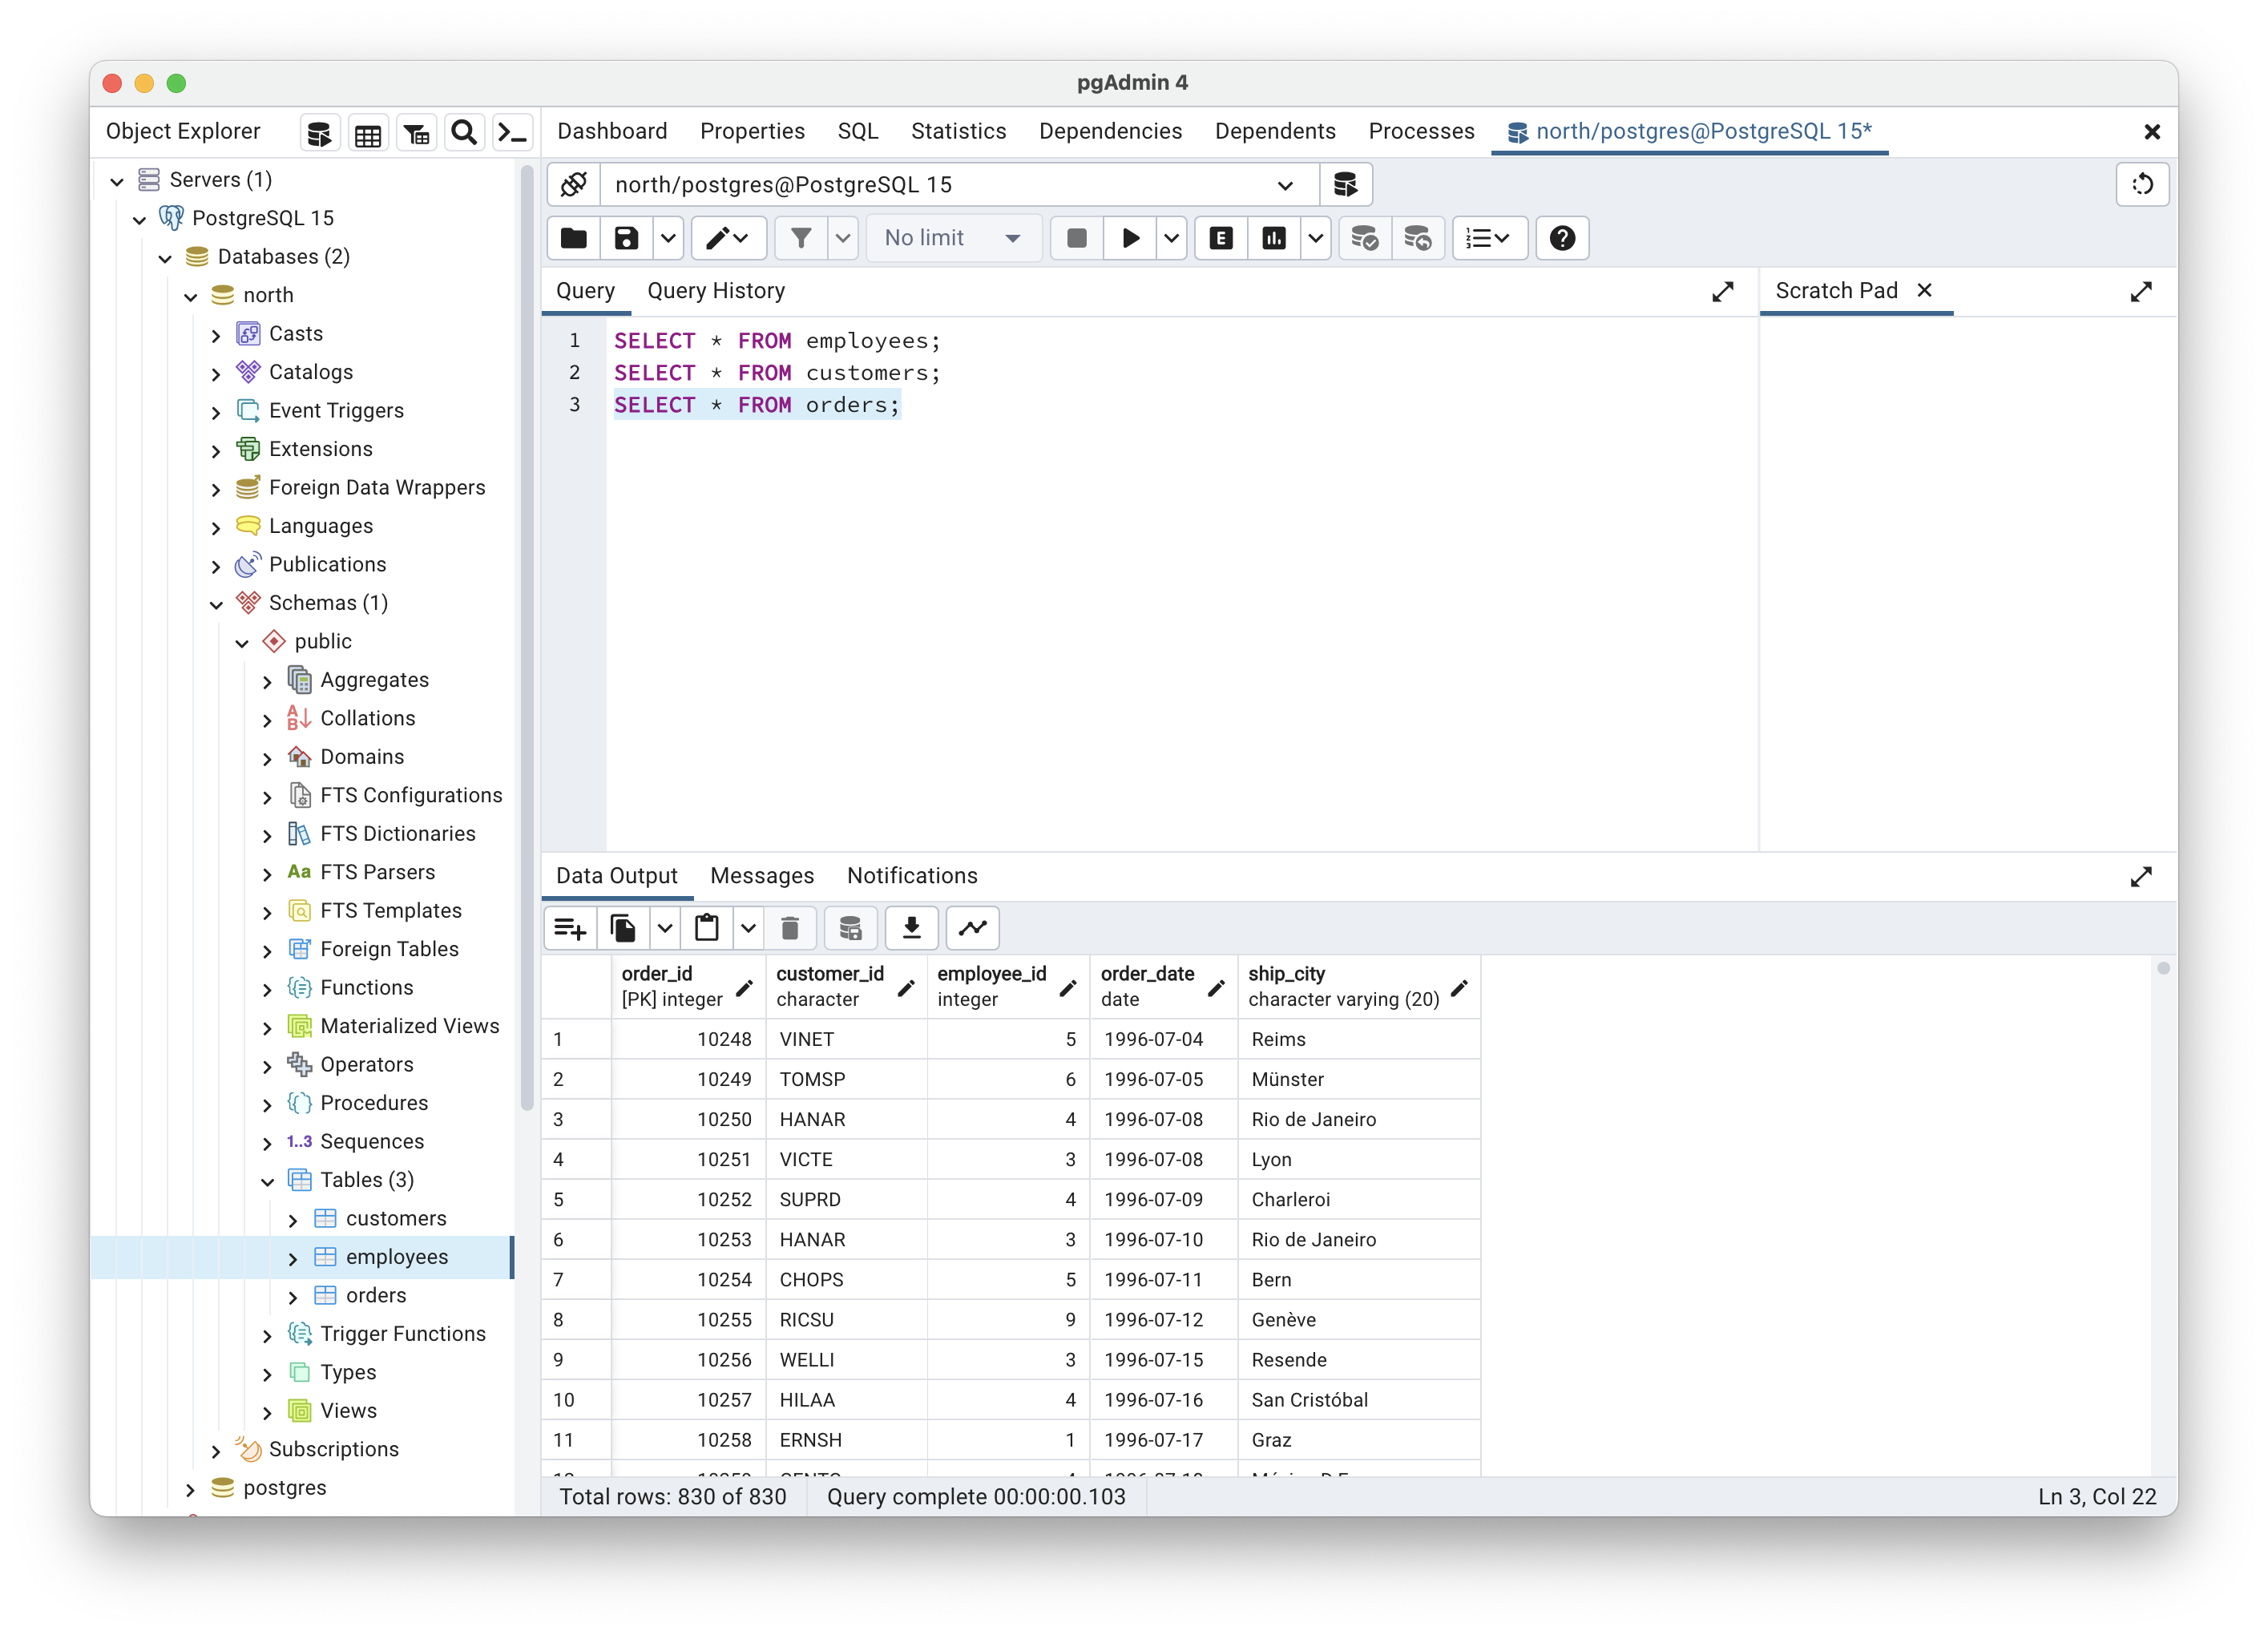 pgAdmin 4
Object Explorer
Dashboard Properties SQL Statistics Dependencies Dependents Processes north/postgres@PostgreSQL 15*
Servers (1)
PostgreSQL 15
Databases (2)
north
Casts
Catalogs
Event Triggers
Extensions
Foreign Data Wrappers
Languages
Publications
Schemas (1)
public
Aggregates
Collations
Domains
FTS Configurations
FTS Dictionaries
Aa FTS Parsers
FTS Templates
Foreign Tables
Functions
Materialized Views
Operators
Procedures
1..3 Sequences
Tables (3)
customers
employees
orders
Trigger Functions
Types
Views
Subscriptions
postgres
north/postgres@PostgreSQL 15
No limit
Query Query History
Scratch Pad
1 SELECT * FROM employees;
2 SELECT * FROM customers;
3 SELECT * FROM orders;
Data Output Messages Notifications
order_id customer_id employee_id order_date ship_city
[PK] integer character integer date character varying (20)
1 10248 VINET 5 1996-07-04 Reims
2 10249 TOMSP 6 1996-07-05 Münster
3 10250 HANAR 4 1996-07-08 Rio de Janeiro
4 10251 VICTE 3 1996-07-08 Lyon
5 10252 SUPRD 4 1996-07-09 Charleroi
6 10253 HANAR 3 1996-07-10 Rio de Janeiro
7 10254 CHOPS 5 1996-07-11 Bern
8 10255 RICSU 9 1996-07-12 Genève
9 10256 WELLI 3 1996-07-15 Resende
10 10257 HILAA 4 1996-07-16 San Cristóbal
11 10258 ERNSH 1 1996-07-17 Graz
Total rows: 830 of 830 Query complete 00:00:00.103 Ln 3, Col 22